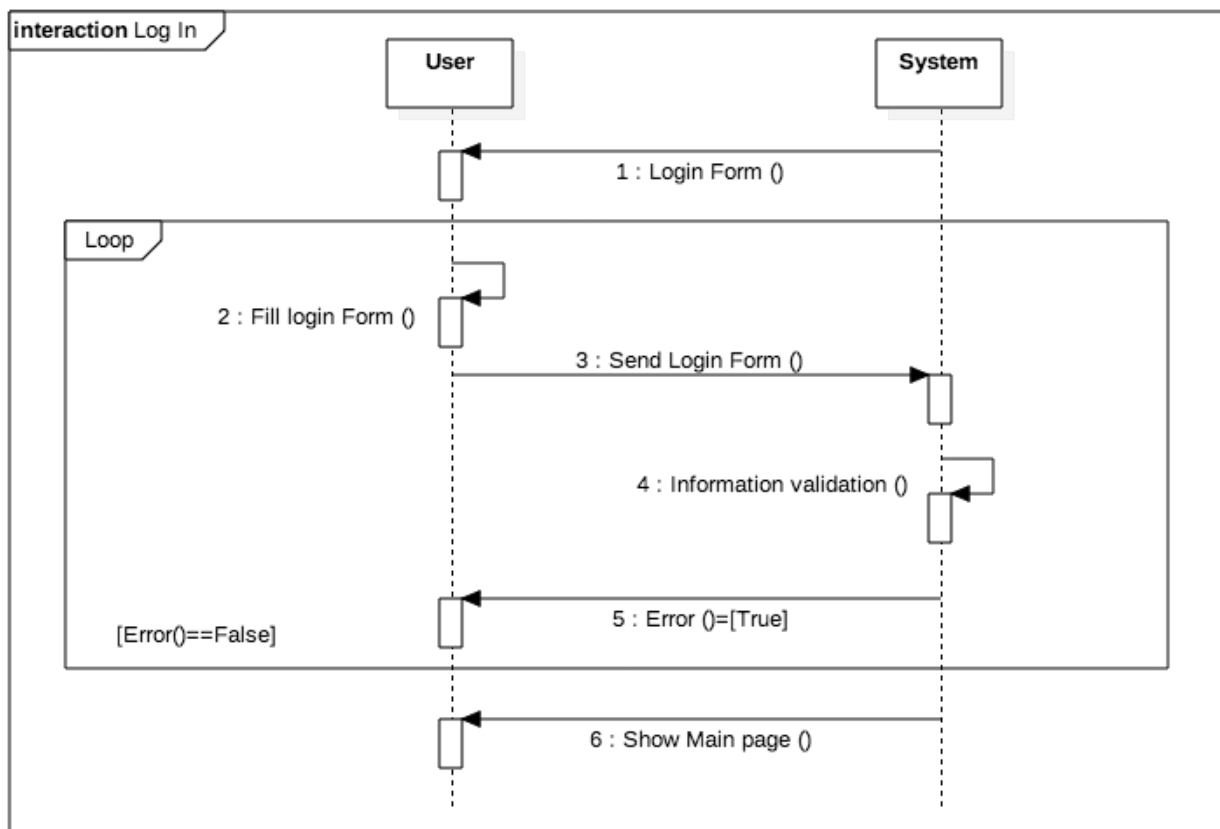 interaction Log In
User
System
1 : Login Form ()
Loop
2 : Fill login Form ()
3 : Send Login Form ()
4 : Information validation ()
5 : Error ()=[True]
[Error()==False]
6 : Show Main page ()